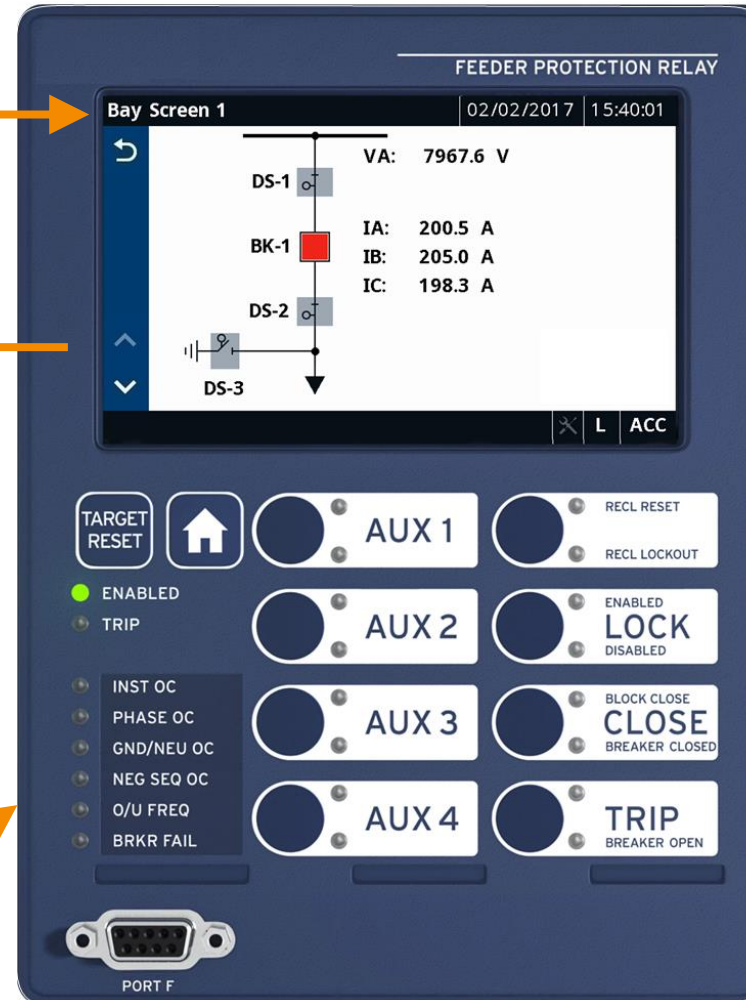 FEEDER PROTECTION RELAY
Bay Screen 1 02/02/2017 15:40:01
VA: 7967.6 V
DS-1
IA: 200.5 A
BK-1
IB: 205.0 A
IC: 198.3 A
DS-2
DS-3
L ACC
TARGET
RESET
RECL RESET
AUX 1
RECL LOCKOUT
ENABLED
TRIP
ENABLED
AUX 2 LOCK
DISABLED
INST OC
PHASE OC
GND/NEU OC
NEG SEQ OC
O/U FREQ
BRKR FAIL
BLOCK CLOSE
AUX 3 CLOSE
BREAKER CLOSED
AUX 4 TRIP
BREAKER OPEN
PORT F